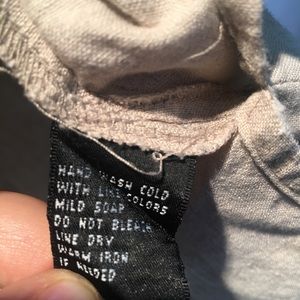 HAND WASH COLD
WITH LIKE COLORS
MILD SOAP
DO NOT BLEACH
LINE DRY
WARM IRON
IF NEEDED